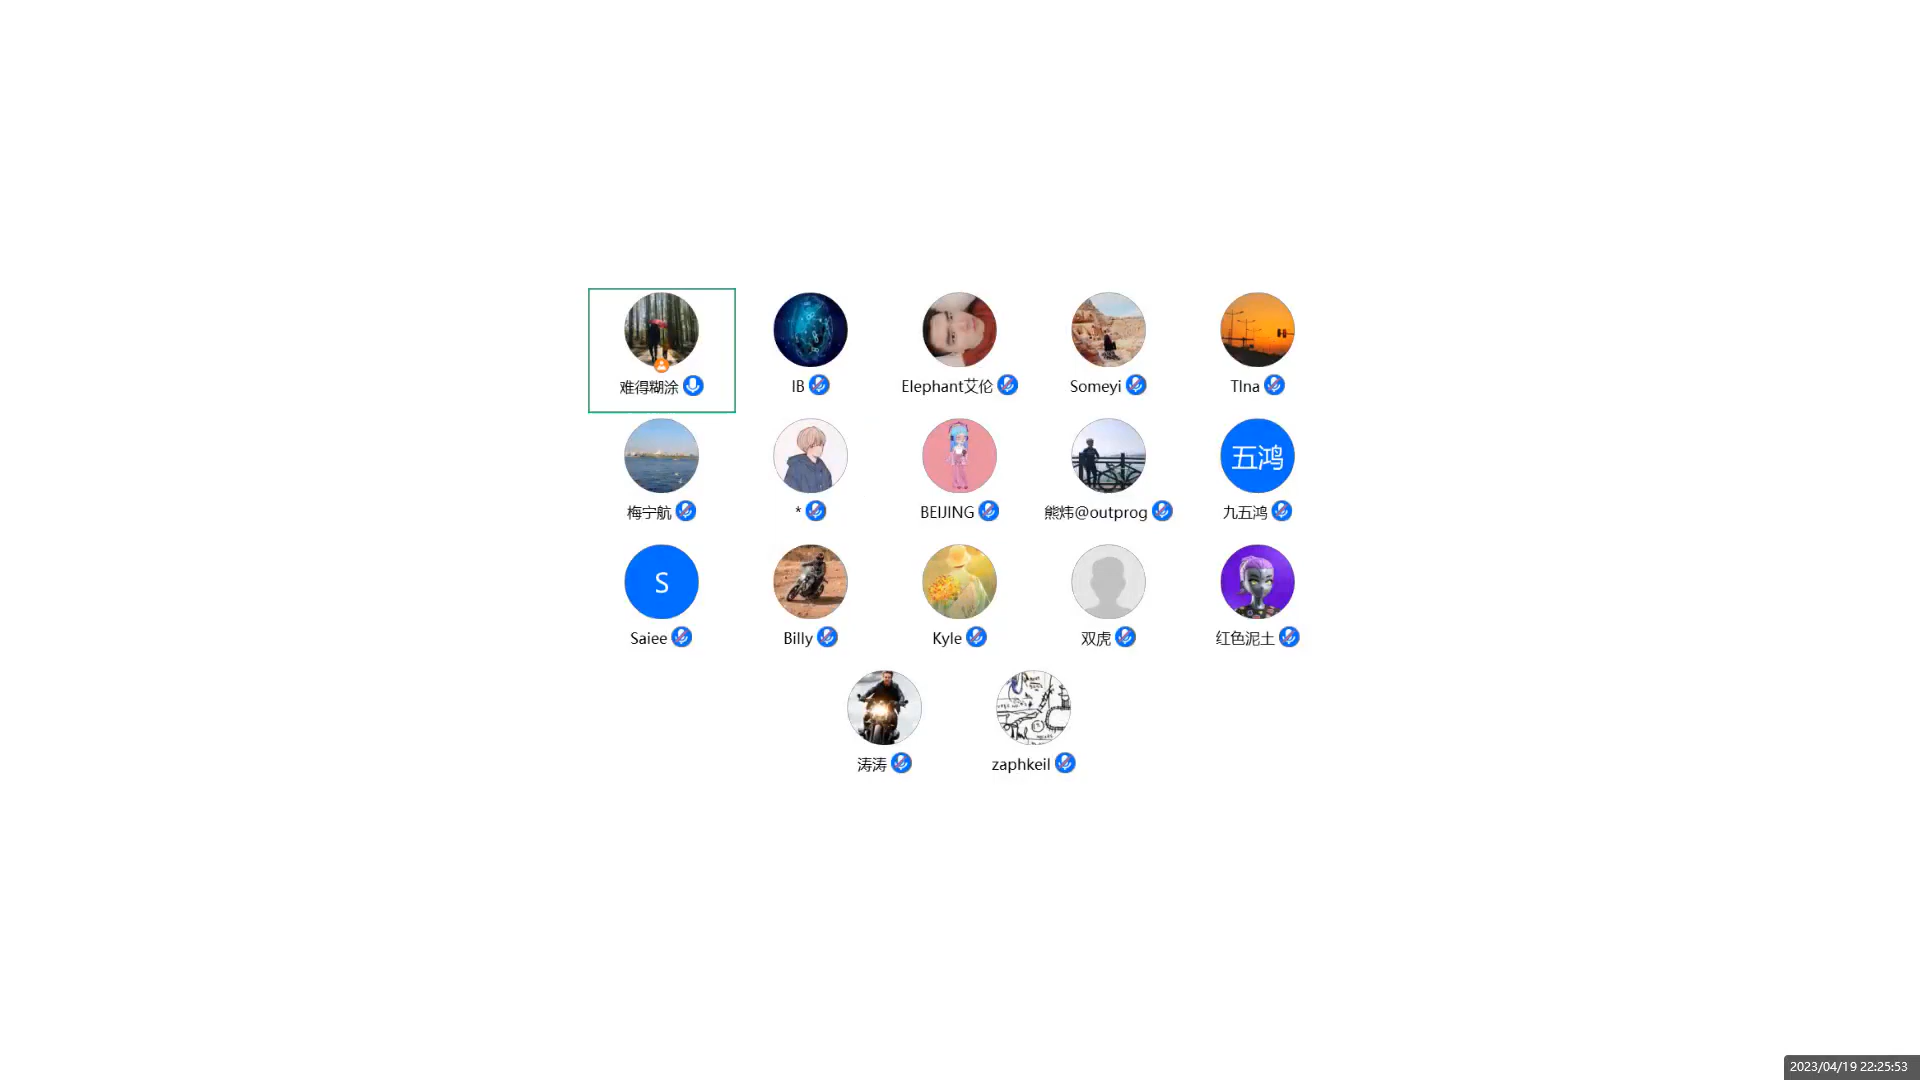 难得糊涂
IB
Elephant艾伦
Someyi
TIna
梅宁航
*
BEIJING
熊炜@outprog
五鸿
九五鸿
S
Saiee
Billy
Kyle
双虎
红色泥土
涛涛
zaphkeil
2023/04/19 22:25:53